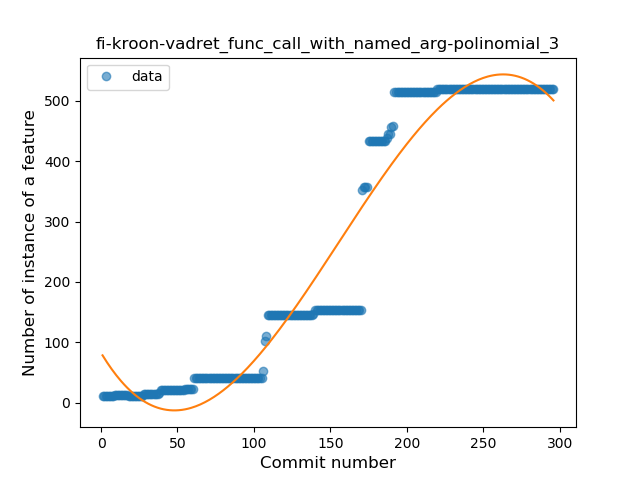 fi-kroon-vadret_func_call_with_named_arg-polinomial_3
data
Number of instance of a feature
500
400
300
200
100
0
0 50 100 150 200 250 300
Commit number